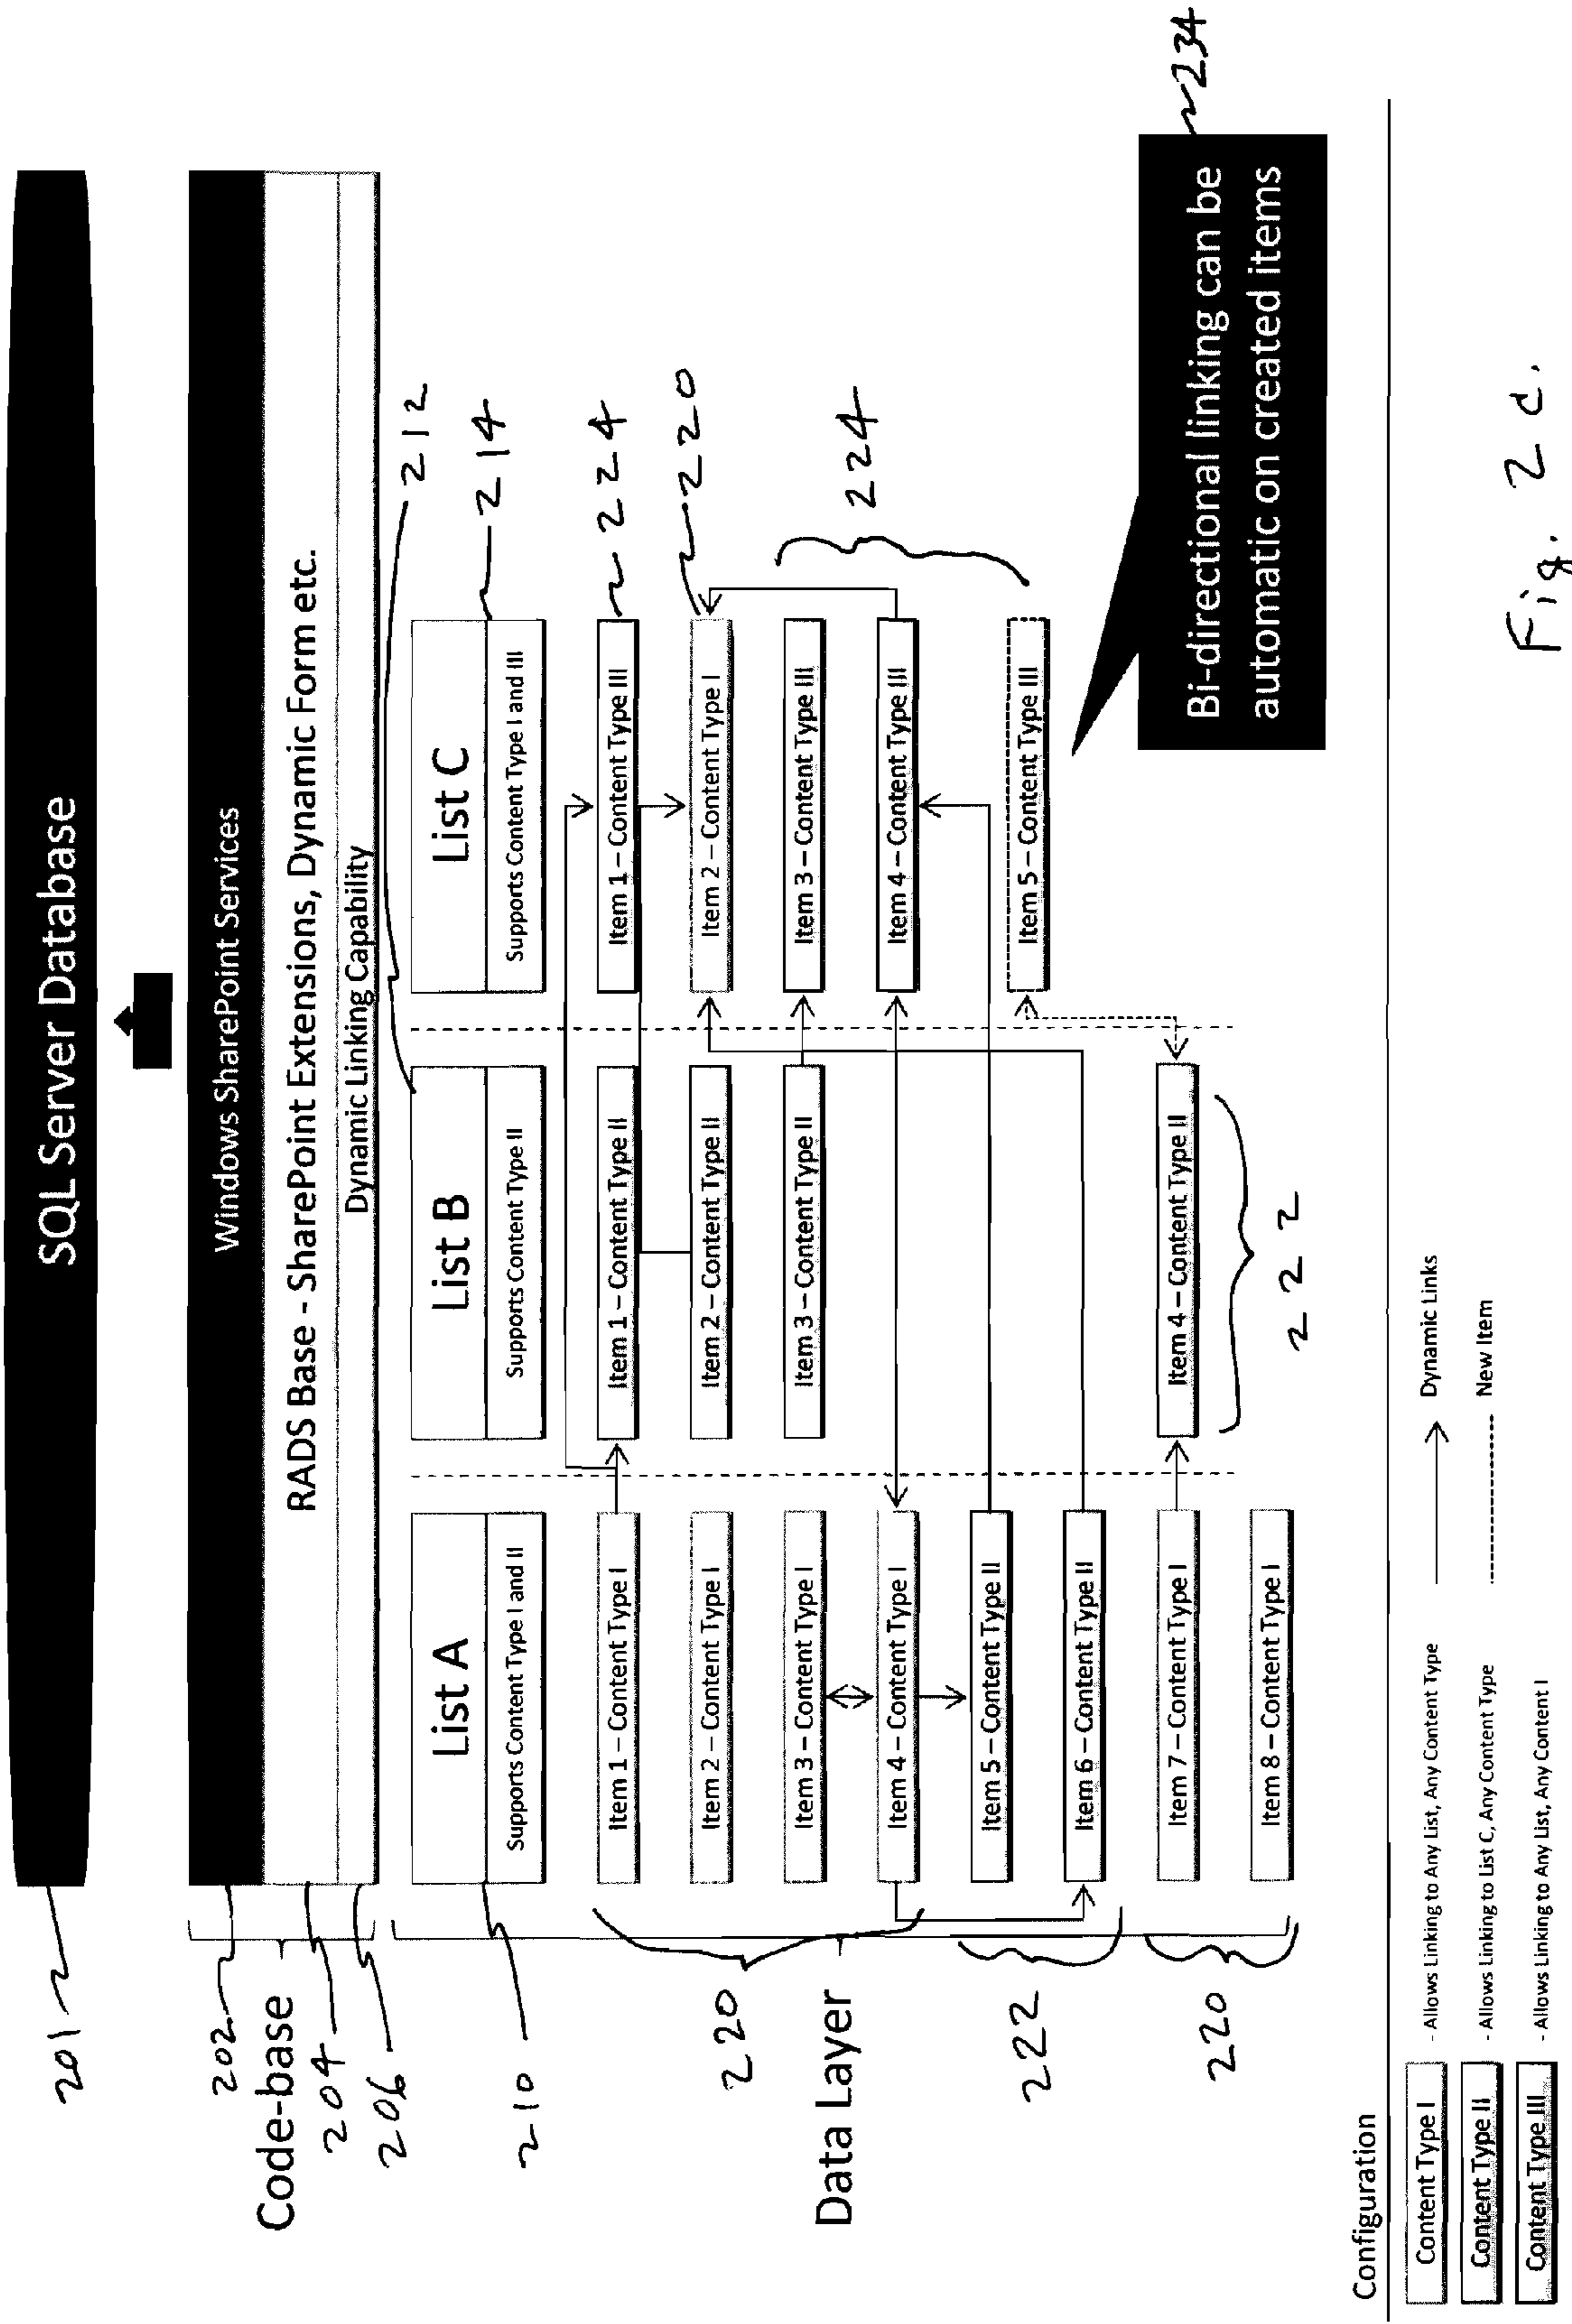 SQL Server Database
201
Windows SharePoint Services
RADS Base - SharePoint Extensions, Dynamic Form etc.
Dynamic Linking Capability
Code-base
202
204
206
212
214
210
List A
Supports Content Type I and II
List B
Supports Content Type II
List C
Supports Content Type I and III
Data Layer
220
222
220
Item 1 – Content Type I
Item 2 – Content Type I
Item 3 – Content Type I
Item 4 – Content Type I
Item 5 – Content Type II
Item 6 – Content Type II
Item 7 – Content Type I
Item 8 – Content Type I
Item 1 – Content Type II
Item 2 – Content Type II
Item 3 – Content Type II
Item 4 – Content Type II
222
Item 1 – Content Type III
Item 2 – Content Type I
Item 3 – Content Type III
Item 4 – Content Type III
Item 5 – Content Type III
224
220
224
Bi-directional linking can be
automatic on created items
234
Configuration
Content Type I - Allows Linking to Any List, Any Content Type
Content Type II - Allows Linking to List C, Any Content Type
Content Type III - Allows Linking to Any List, Any Content I
Dynamic Links
New Item
Fig. 2c.